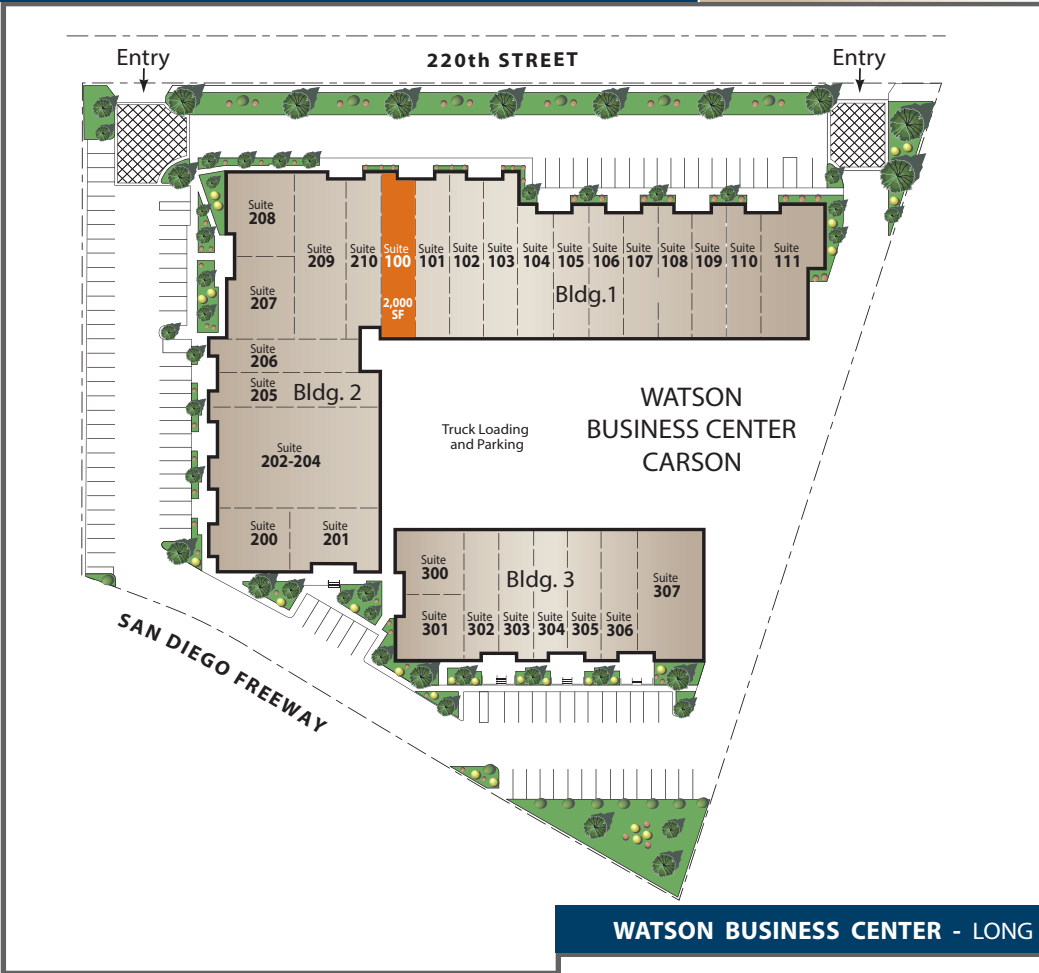 Entry
220th STREET
Entry
Suite
208
Suite
209
Suite
210
Suite
100
2,000
SF
Suite
101
Suite
102
Suite
103
Suite
104
Suite
105
Suite
106
Suite
107
Suite
108
Suite
109
Suite
110
Suite
111
Bldg.1
Suite
207
Suite
206
Suite
205
Bldg. 2
Suite
202-204
Suite
200
Suite
201
Truck Loading
and Parking
WATSON
BUSINESS CENTER
CARSON
Suite
300
Bldg. 3
Suite
301
Suite
302
Suite
303
Suite
304
Suite
305
Suite
306
Suite
307
SAN DIEGO FREEWAY
WATSON BUSINESS CENTER - LONG